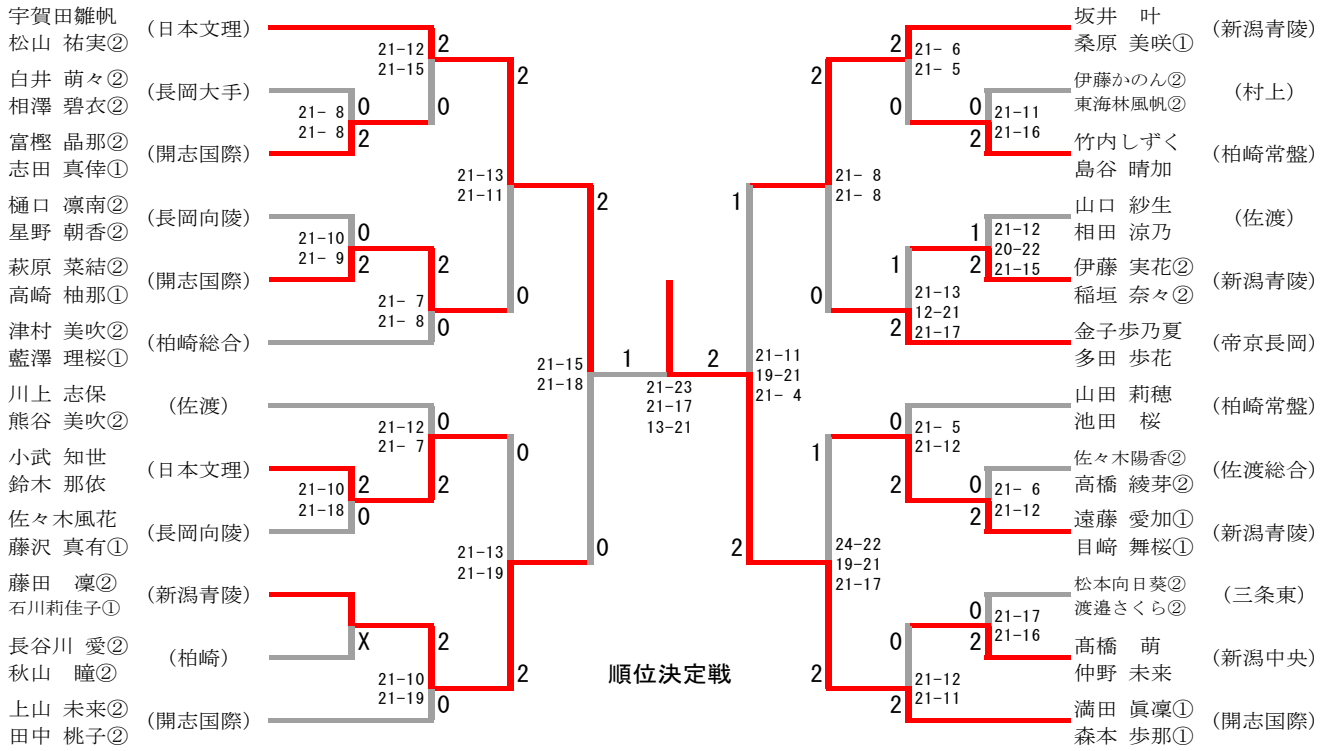 宇賀田雛帆
松山 祐実② (日本文理)
白井 萌々②
相澤 碧衣② (長岡大手)
富樫 晶那②
志田 真倖① (開志国際)
樋口 凛南②
星野 朝香② (長岡向陵)
萩原 菜結②
高崎 柚那① (開志国際)
津村 美吹②
藍澤 理桜① (柏崎総合)
川上 志保
熊谷 美吹② (佐渡)
小武 知世
鈴木 那依 (日本文理)
佐々木風花
藤沢 真有① (長岡向陵)
藤田 凜②
石川莉佳子① (新潟青陵)
長谷川 愛②
秋山 瞳② (柏崎)
上山 未来②
田中 桃子② (開志国際)
21-12 2
21-15
0
21- 8 0
21- 8 2
2
21-13
21-11
0
21-10 0
21- 9 2
2
21- 7
21- 8 0
2
21-15
21-18
0
21-12 0
21- 7
2
21-10 2
21-18 0
0
21-13
21-19
2
X
2
21-10
21-19 0
1
21-23
21-17
13-21
2
順位決定戦
2 21- 6
21- 5
0
0 21-11
2 21-16
2
21- 8
21- 8
0
1 21-12
20-22
2 21-15
1
21-13
12-21
2 21-17
1
21-11
19-21
21- 4
2
0 21- 5
21-12
2
0 21- 6
2 21-12
1
24-22
19-21
21-17
2
0 21-17
2 21-16
0
21-12
2 21-11
坂井 叶
桑原 美咲① (新潟青陵)
伊藤かのん②
東海林風帆② (村上)
竹内しずく
島谷 晴加 (柏崎常盤)
山口 紗生
相田 涼乃 (佐渡)
伊藤 実花②
稲垣 奈々② (新潟青陵)
金子歩乃夏
多田 歩花 (帝京長岡)
山田 莉穂
池田 桜 (柏崎常盤)
佐々木陽香②
高橋 綾芽② (佐渡総合)
遠藤 愛加①
目﨑 舞桜① (新潟青陵)
松本向日葵②
渡邉さくら② (三条東)
髙橋 萌
仲野 未来 (新潟中央)
満田 眞凜①
森本 歩那① (開志国際)